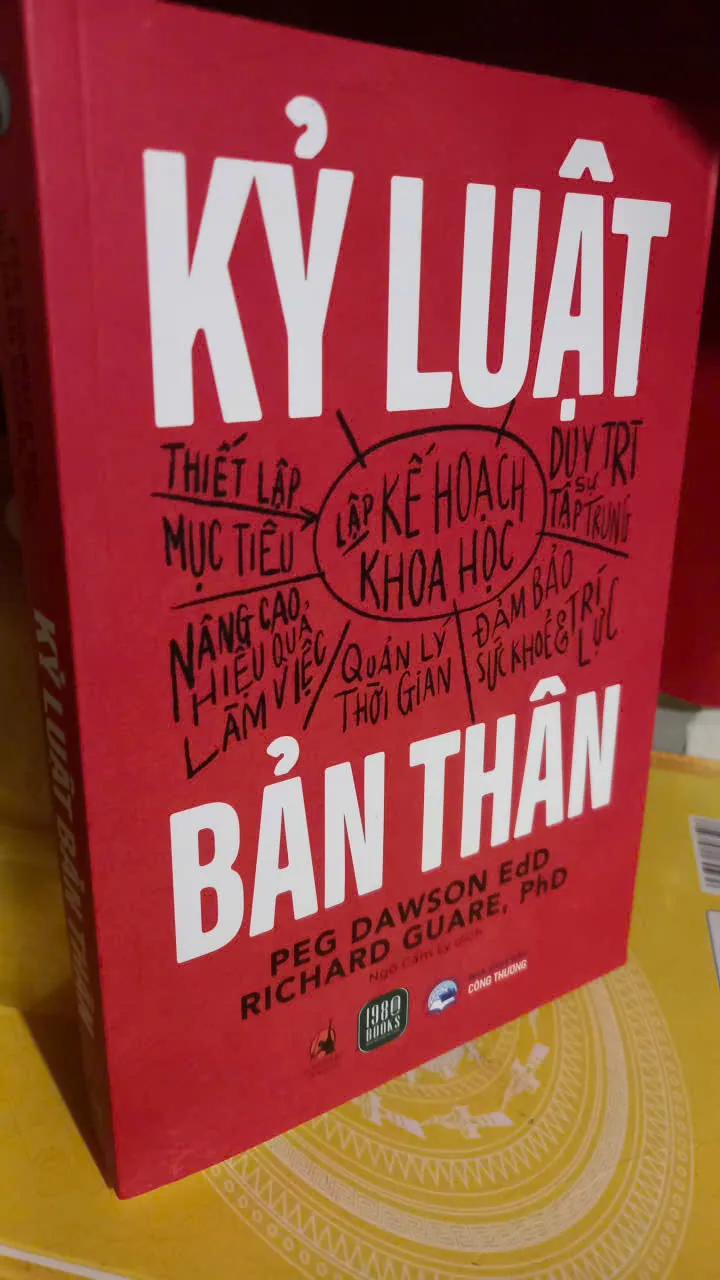 KỶ LUẬT
THIẾT LẬP
MỤC TIÊU
LẬP KẾ HOẠCH
KHOA HỌC
DUY TRÌ
SỰ
TẬP TRUNG
NÂNG CAO
HIỆU QUẢ
LÀM VIỆC
QUẢN LÝ
THỜI GIAN
ĐẢM BẢO
SỨC KHOẺ & TRÍ
LỰC
BẢN THÂN
PEG DAWSON EdD
RICHARD GUARE, PhD
Ngô Cẩm Ly dịch
1980
BOOKS
CÔNG THƯƠNG
KỶ LUẬT BẢN THÂN